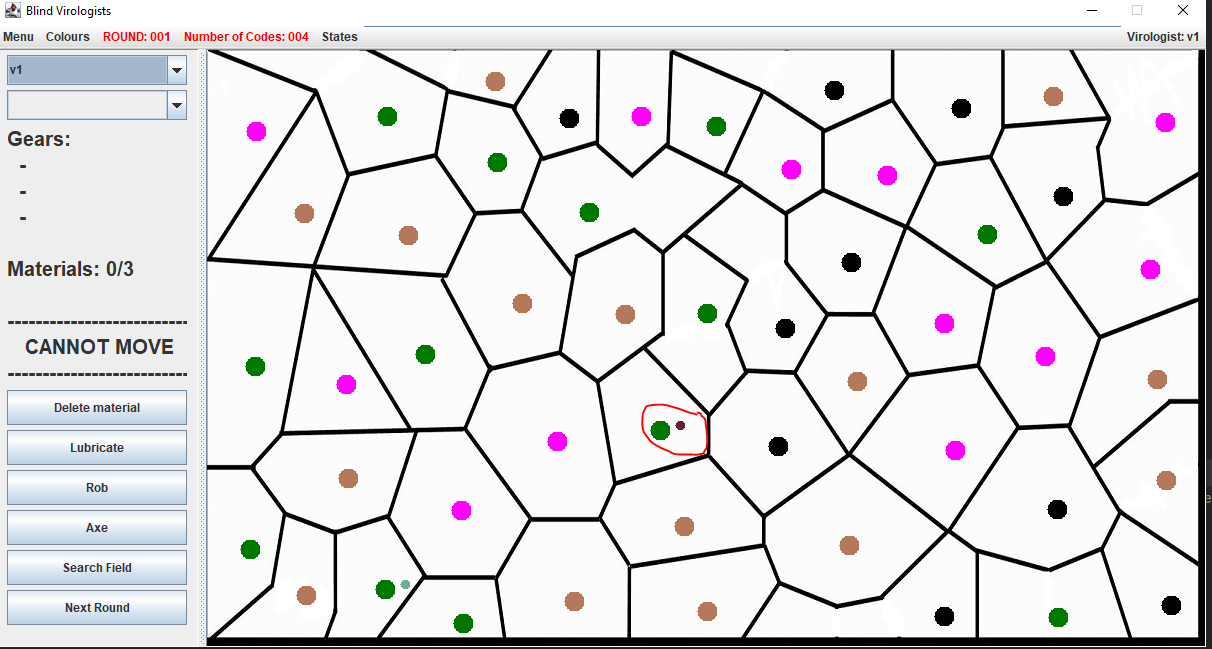 Blind Virologists
Menu Colours ROUND: 001 Number of Codes: 004 States Virologist: v1
v1
Gears:
-
-
-
Materials: 0/3
---------------------------
CANNOT MOVE
---------------------------
Delete material
Lubricate
Rob
Axe
Search Field
Next Round